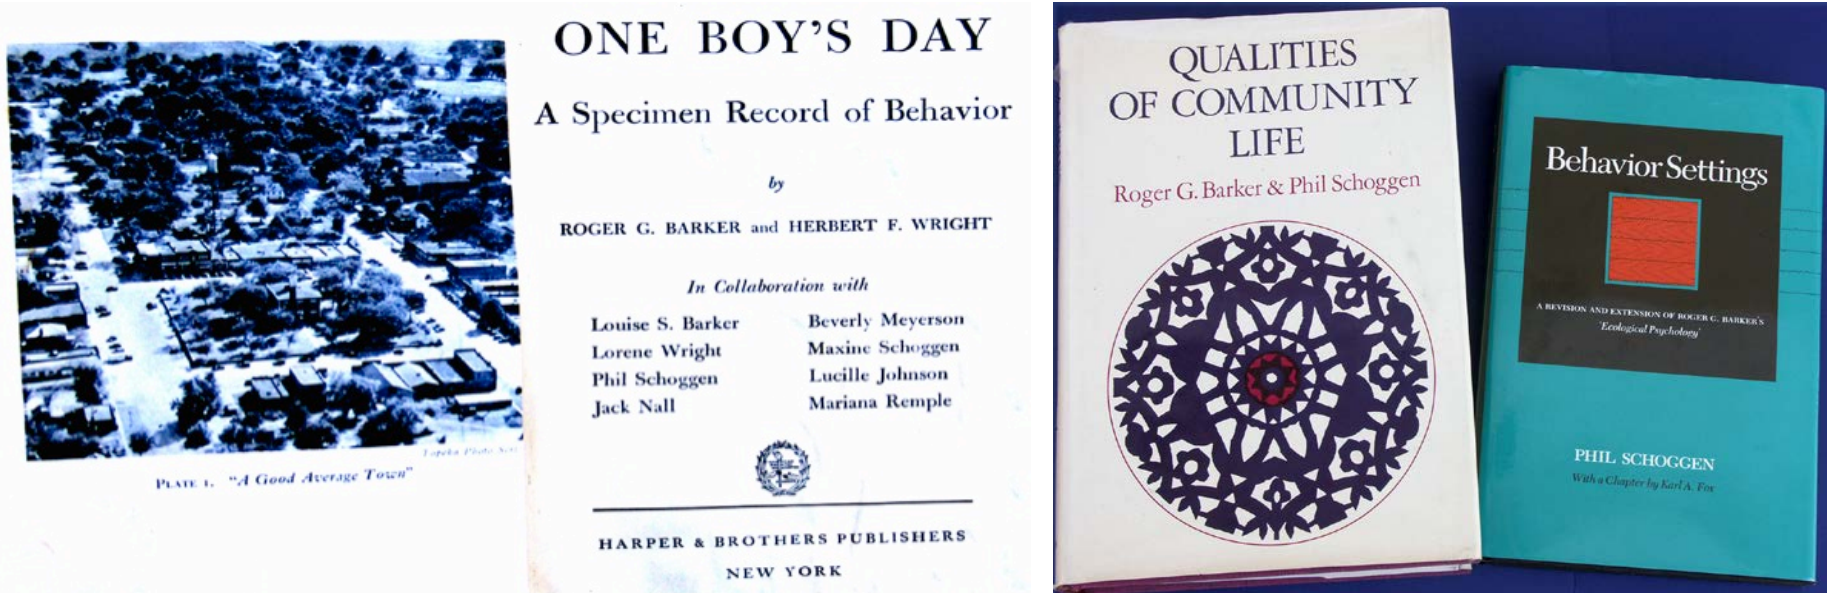 Topeka Photo
PLATE 1. "A Good Average Town"
ONE BOY'S DAY
A Specimen Record of Behavior
by
ROGER G. BARKER and HERBERT F. WRIGHT
In Collaboration with
Louise S. Barker
Lorene Wright
Phil Schoggen
Jack Nall
Beverly Meyerson
Maxine Schoggen
Lucille Johnson
Mariana Remple
HARPER & BROTHERS PUBLISHERS
NEW YORK
QUALITIES
OF COMMUNITY
LIFE
Roger G. Barker & Phil Schoggen
Behavior Settings
A REVISION AND EXTENSION OF ROGER G. BARKER'S
'Ecological Psychology'
PHIL SCHOGGEN
With a Chapter by Karl A. Fox